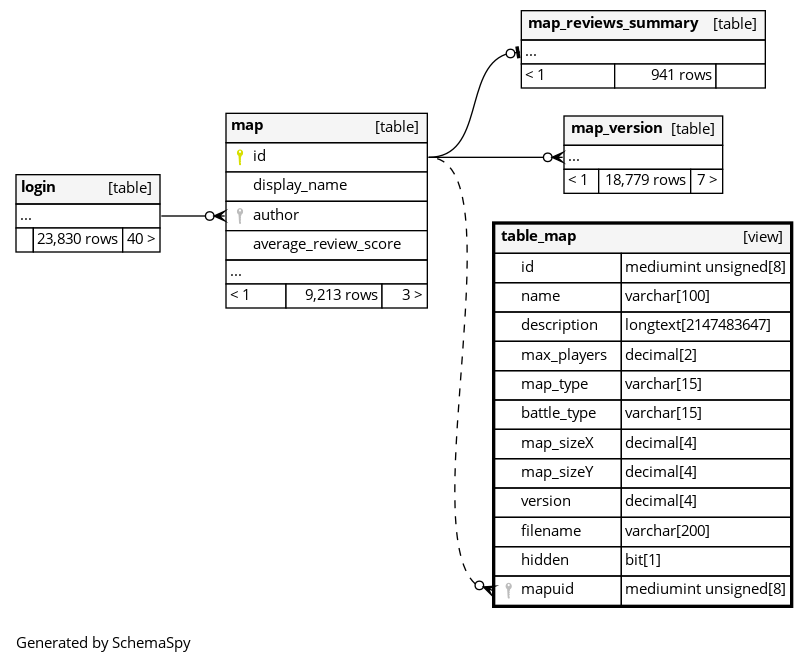 map_reviews_summary [table]
...
< 1 941 rows
map [table]
id
display_name
author
average_review_score
...
< 1 9,213 rows 3 >
map_version [table]
...
< 1 18,779 rows 7 >
login [table]
...
23,830 rows 40 >
table_map [view]
id mediumint unsigned[8]
name varchar[100]
description longtext[2147483647]
max_players decimal[2]
map_type varchar[15]
battle_type varchar[15]
map_sizeX decimal[4]
map_sizeY decimal[4]
version decimal[4]
filename varchar[200]
hidden bit[1]
mapuid mediumint unsigned[8]
Generated by SchemaSpy